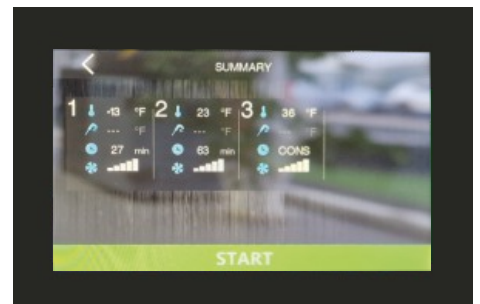 SUMMARY
1 -13 °F 2 23 °F 3 36 °F
--- °F --- °F --- °F
27 min 63 min CONS
START